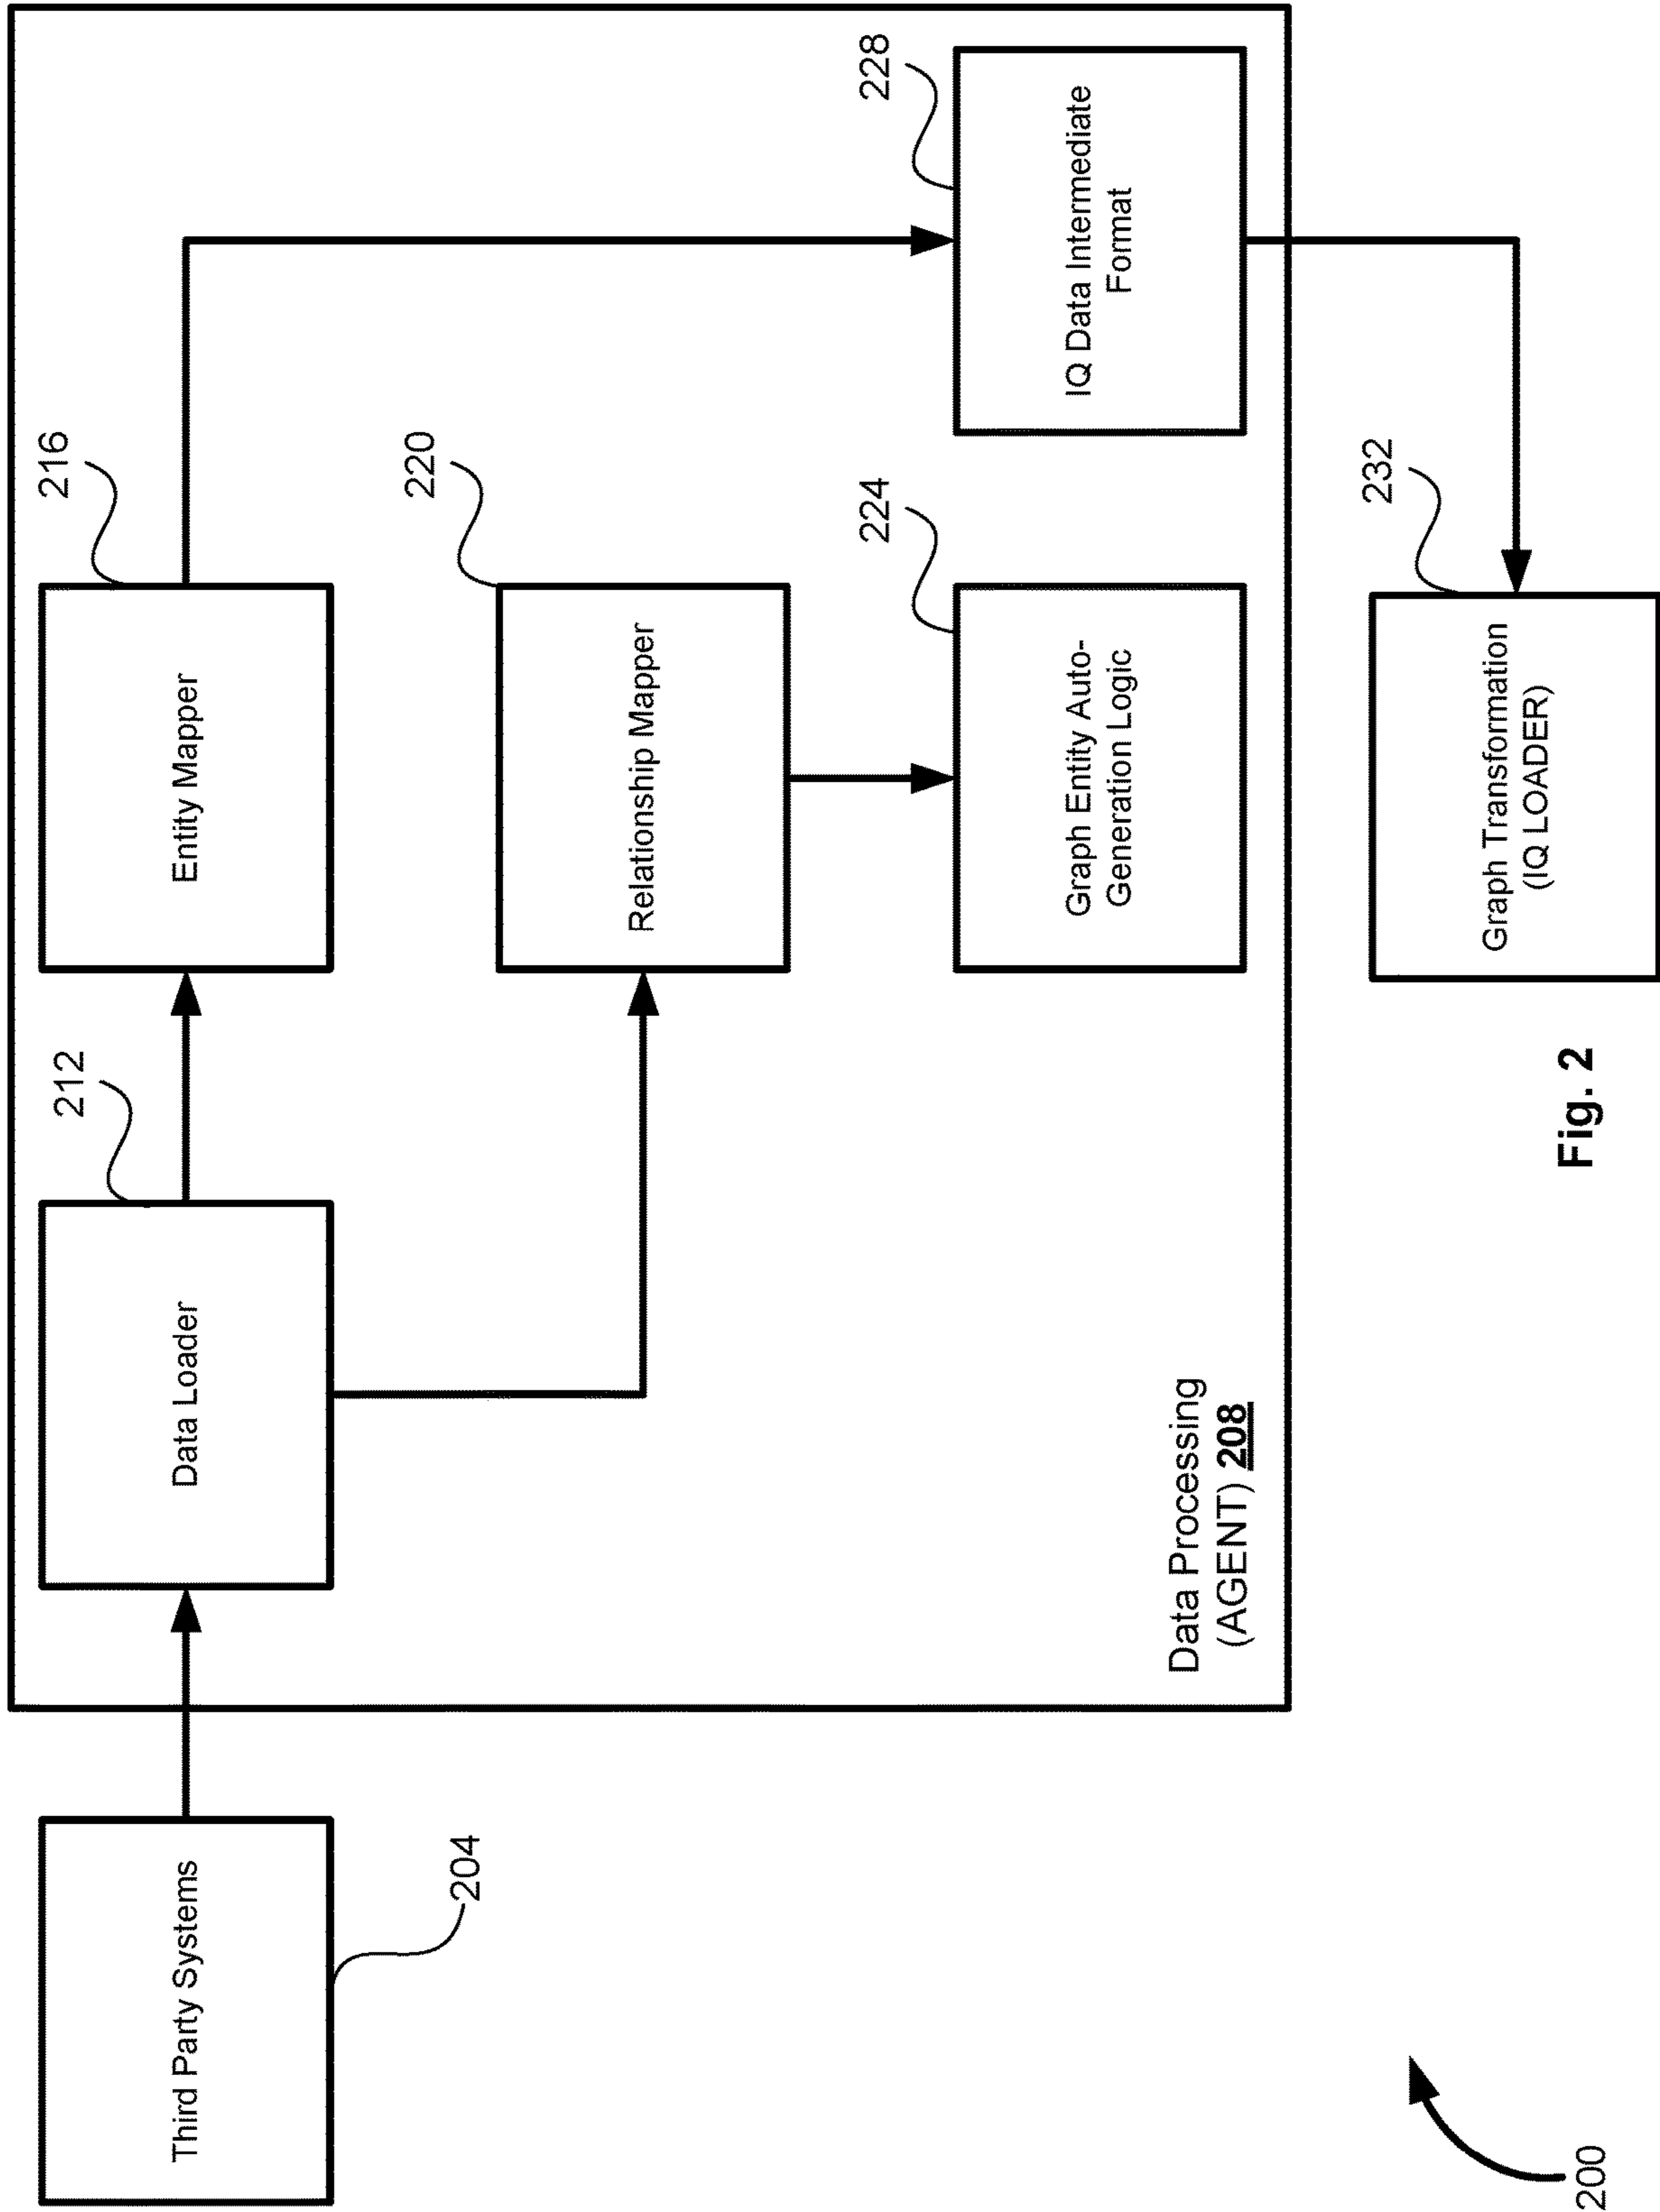 Third Party Systems
204
Data Loader
212
Entity Mapper
216
Relationship Mapper
220
Graph Entity Auto-
Generation Logic
224
IQ Data Intermediate
Format
228
Data Processing
(AGENT) 208
Graph Transformation
(IQ LOADER)
232
200
Fig. 2